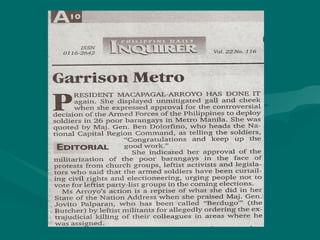 A10
PHILIPPINE DAILY
ISSN
0116-2642
INQUIRER
Vol. 22 No. 116
Garrison Metro
PRESIDENT MACAPAGAL-ARROYO HAS DONE IT
again. She displayed unmitigated gall and cheek
when she expressed approval for the controversial
decision of the Armed Forces of the Philippines to deploy
soldiers in 26 poor barangays in Metro Manila. She was
quoted by Maj. Gen. Ben Dolorfino, who heads the Na-
tional Capital Region Command, as telling the soldiers,
"Congratulations and keep up the
good work."
EDITORIAL
She indicated her approval of the
militarization of the poor barangays in the face of
protests from church groups, leftist activists and legisla-
tors who said that the armed soldiers have been curtail-
ing civil rights and electioneering, urging people not to
vote for leftist party-list groups in the coming elections.
Ms Arroyo's action is a reprise of what she did in her
State of the Nation Address when she praised Maj. Gen.
Jovito Palparan, who has been called "Berdugo" (the
Butcher) by leftist militants for allegedly ordering the ex-
trajudicial killing of their colleagues in areas where he
was assigned.